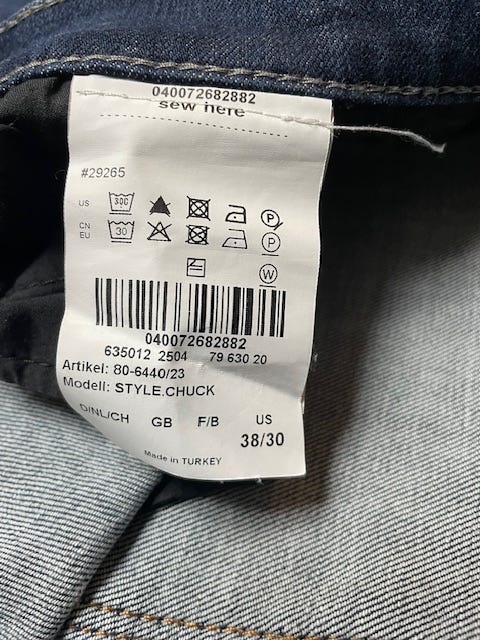 040072682882
sew here
#29265
US 30C P
CN
EU 30 P
W
040072682882
635012 2504 79 630 20
Artikel: 80-6440/23
Modell: STYLE.CHUCK
D/NL/CH GB F/B US
38/30
Made in TURKEY